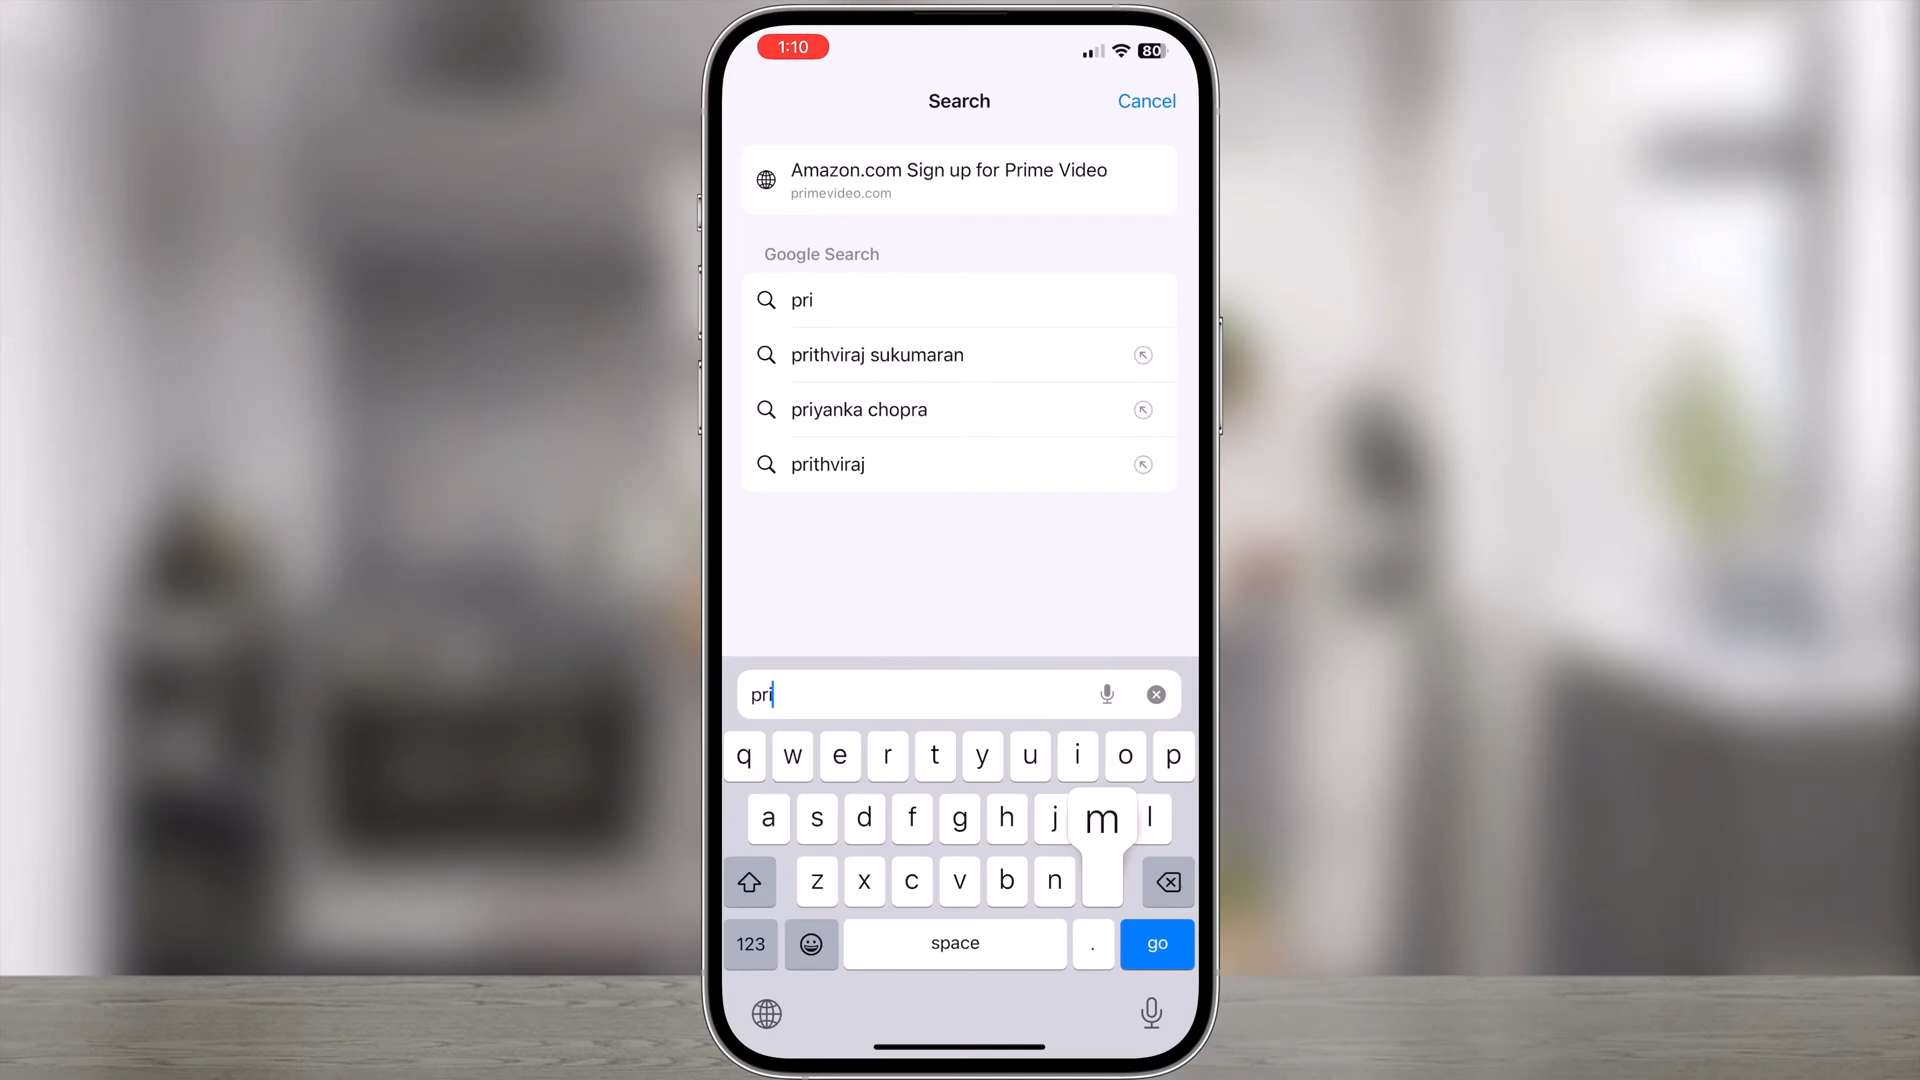 1:10
80
Search
Cancel
Amazon.com Sign up for Prime Video
primevideo.com
Google Search
pri
prithviraj sukumaran
priyanka chopra
prithviraj
pri
q w e r t y u i o p
a s d f g h j m l
z x c v b n
123
space
.
go